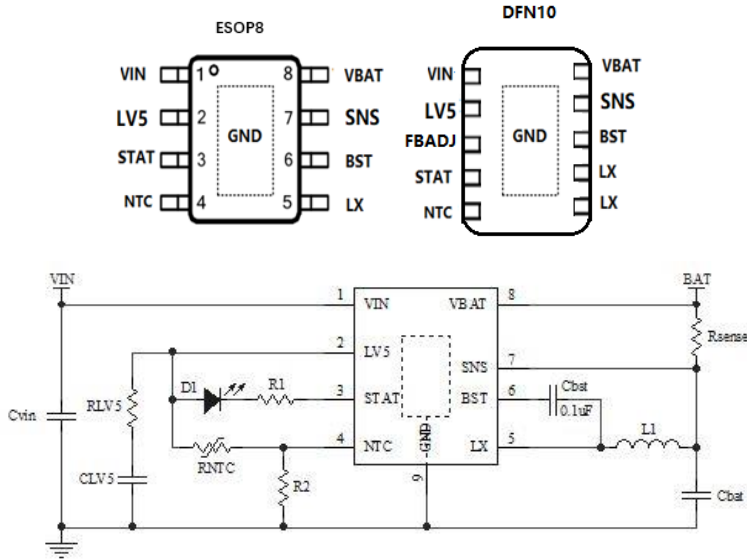 ESOP8
VIN 1 8 VBAT
LV5 2 7 SNS
GND
STAT 3 6 BST
NTC 4 5 LX
DFN10
VIN VBAT
LV5 SNS
FBADJ GND BST
STAT LX
NTC LX
VIN BAT
1 VIN VBAT 8
Rsense
2 LV5
SNS 7
D1 R1 3 STAT BST 6 Cbst
0.1uF
RLV5
Cvin
4 NTC GND LX 5 L1
RNTC
CLV5 R2 9 Cbat